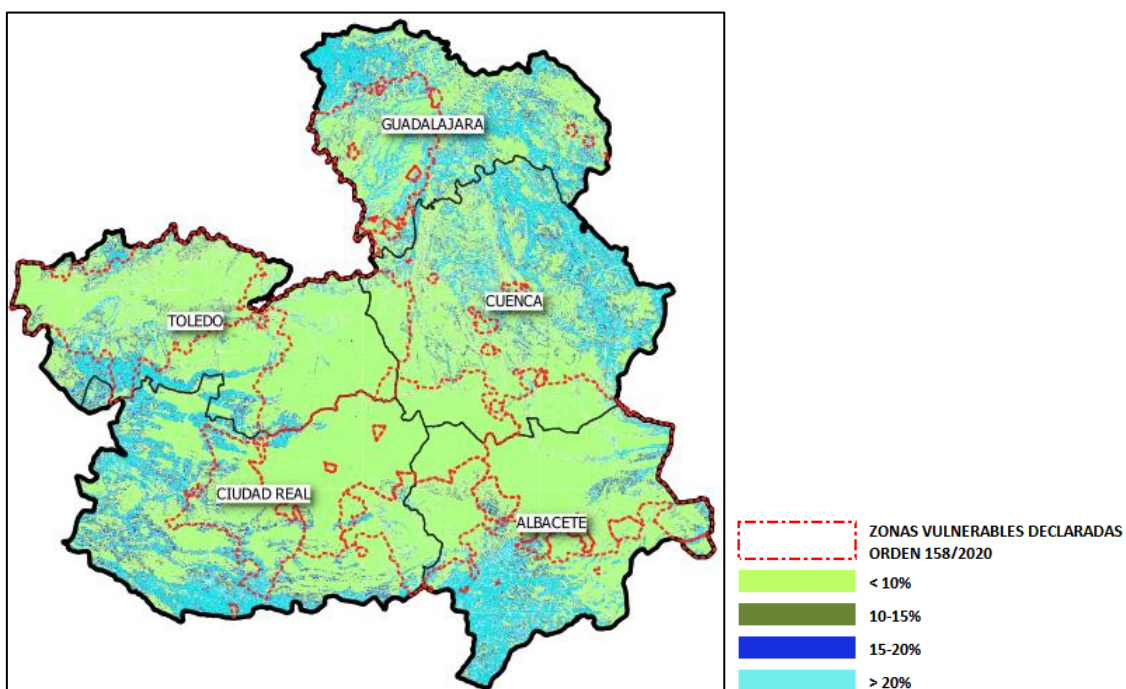 GUADALAJARA
CUENCA
TOLEDO
CIUDAD REAL
ALBACETE
ZONAS VULNERABLES DECLARADAS
ORDEN 158/2020
< 10%
10-15%
15-20%
> 20%